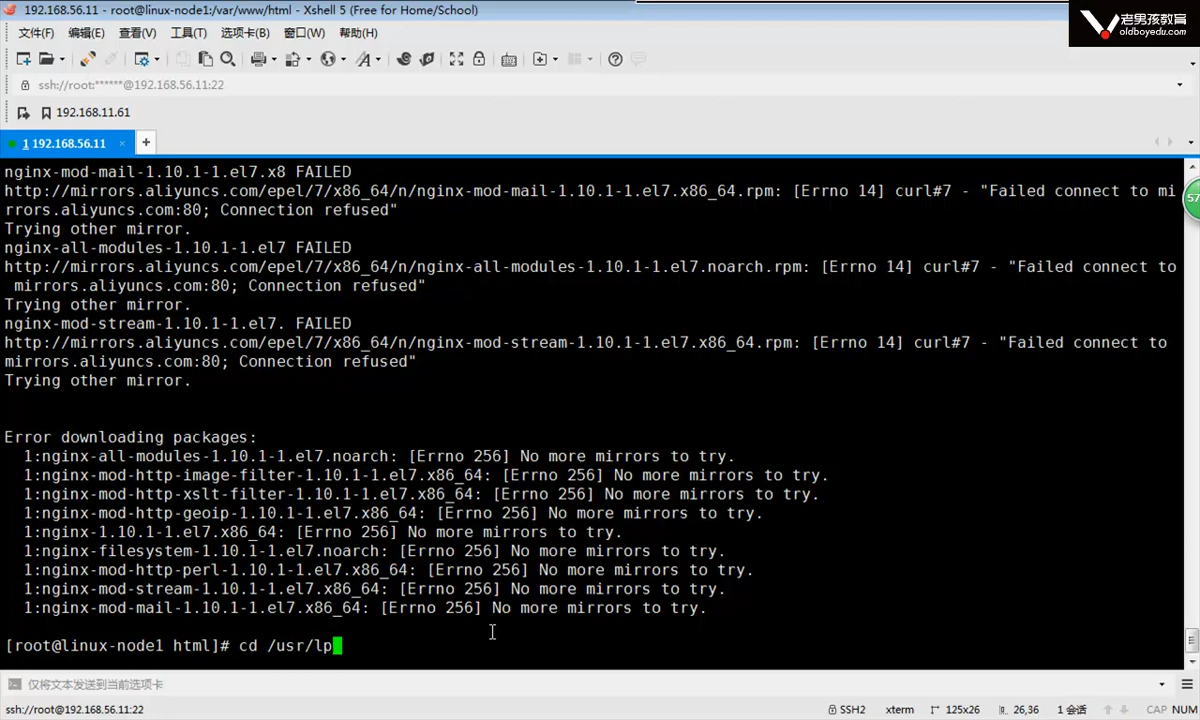 192.168.56.11 - root@linux-node1:/var/www/html - Xshell 5 (Free for Home/School)
老男孩教育
oldboyedu.com
文件(F) 编辑(E) 查看(V) 工具(T) 选项卡(B) 窗口(W) 帮助(H)
ssh://root:******@192.168.56.11:22
192.168.11.61
1 192.168.56.11 × +
nginx-mod-mail-1.10.1-1.el7.x8 FAILED
http://mirrors.aliyuncs.com/epel/7/x86_64/n/nginx-mod-mail-1.10.1-1.el7.x86_64.rpm: [Errno 14] curl#7 - "Failed connect to mi
rrors.aliyuncs.com:80; Connection refused"
Trying other mirror.
nginx-all-modules-1.10.1-1.el7 FAILED
http://mirrors.aliyuncs.com/epel/7/x86_64/n/nginx-all-modules-1.10.1-1.el7.noarch.rpm: [Errno 14] curl#7 - "Failed connect to
mirrors.aliyuncs.com:80; Connection refused"
Trying other mirror.
nginx-mod-stream-1.10.1-1.el7. FAILED
http://mirrors.aliyuncs.com/epel/7/x86_64/n/nginx-mod-stream-1.10.1-1.el7.x86_64.rpm: [Errno 14] curl#7 - "Failed connect to
mirrors.aliyuncs.com:80; Connection refused"
Trying other mirror.
Error downloading packages:
1:nginx-all-modules-1.10.1-1.el7.noarch: [Errno 256] No more mirrors to try.
1:nginx-mod-http-image-filter-1.10.1-1.el7.x86_64: [Errno 256] No more mirrors to try.
1:nginx-mod-http-xslt-filter-1.10.1-1.el7.x86_64: [Errno 256] No more mirrors to try.
1:nginx-mod-http-geoip-1.10.1-1.el7.x86_64: [Errno 256] No more mirrors to try.
1:nginx-1.10.1-1.el7.x86_64: [Errno 256] No more mirrors to try.
1:nginx-filesystem-1.10.1-1.el7.noarch: [Errno 256] No more mirrors to try.
1:nginx-mod-http-perl-1.10.1-1.el7.x86_64: [Errno 256] No more mirrors to try.
1:nginx-mod-stream-1.10.1-1.el7.x86_64: [Errno 256] No more mirrors to try.
1:nginx-mod-mail-1.10.1-1.el7.x86_64: [Errno 256] No more mirrors to try.
[root@linux-node1 html]# cd /usr/lp
57
仅将文本发送到当前选项卡
ssh://root@192.168.56.11:22 SSH2 xterm 125x26 26,36 1 会话 CAP NUM